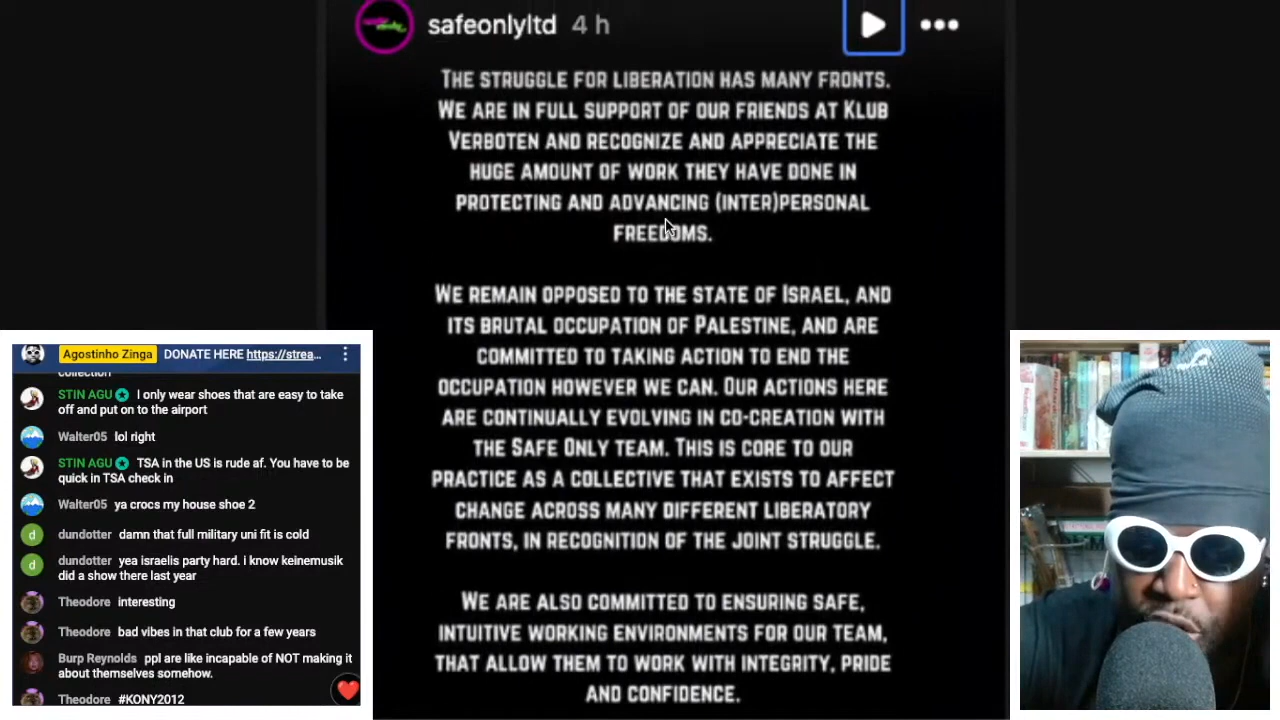 safeonlyltd 4 h
THE STRUGGLE FOR LIBERATION HAS MANY FRONTS.
WE ARE IN FULL SUPPORT OF OUR FRIENDS AT KLUB
VERBOTEN AND RECOGNIZE AND APPRECIATE THE
HUGE AMOUNT OF WORK THEY HAVE DONE IN
PROTECTING AND ADVANCING (INTER)PERSONAL
FREEDOMS.
WE REMAIN OPPOSED TO THE STATE OF ISRAEL, AND
ITS BRUTAL OCCUPATION OF PALESTINE, AND ARE
COMMITTED TO TAKING ACTION TO END THE
OCCUPATION HOWEVER WE CAN. OUR ACTIONS HERE
ARE CONTINUALLY EVOLVING IN CO-CREATION WITH
THE SAFE ONLY TEAM. THIS IS CORE TO OUR
PRACTICE AS A COLLECTIVE THAT EXISTS TO AFFECT
CHANGE ACROSS MANY DIFFERENT LIBERATORY
FRONTS, IN RECOGNITION OF THE JOINT STRUGGLE.
WE ARE ALSO COMMITTED TO ENSURING SAFE,
INTUITIVE WORKING ENVIRONMENTS FOR OUR TEAM,
THAT ALLOW THEM TO WORK WITH INTEGRITY, PRIDE
AND CONFIDENCE.
Agostinho Zinga DONATE HERE https://strea...
collection
STIN AGU I only wear shoes that are easy to take
off and put on to the airport
Walter05 lol right
STIN AGU TSA in the US is rude af. You have to be
quick in TSA check in
Walter05 ya crocs my house shoe 2
dundotter damn that full military uni fit is cold
dundotter yea israelis party hard. i know keinemusik
did a show there last year
Theodore interesting
Theodore bad vibes in that club for a few years
Burp Reynolds ppl are like incapable of NOT making it
about themselves somehow.
Theodore #KONY2012